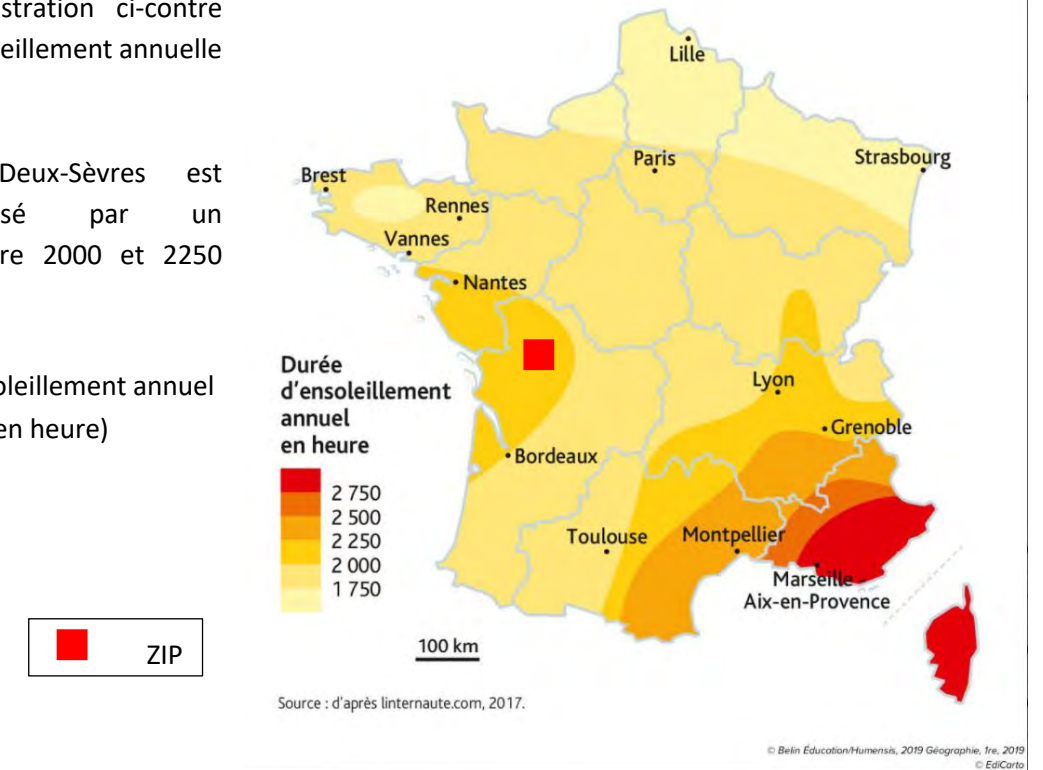 stration ci-contre
eillement annuelle
Deux-Sèvres est
sé par un
re 2000 et 2250
oleillement annuel
en heure)
ZIP
Lille
Paris
Strasbourg
Brest
Rennes
Vannes
Nantes
Lyon
Grenoble
Bordeaux
Toulouse
Montpellier
Marseille -
Aix-en-Provence
Durée
d'ensoleillement
annuel
en heure
2 750
2 500
2 250
2 000
1 750
100 km
Source : d'après linternaute.com, 2017.
© Belin Éducation/Humensis, 2019 Géographie, 1re, 2019
© EdiCarto